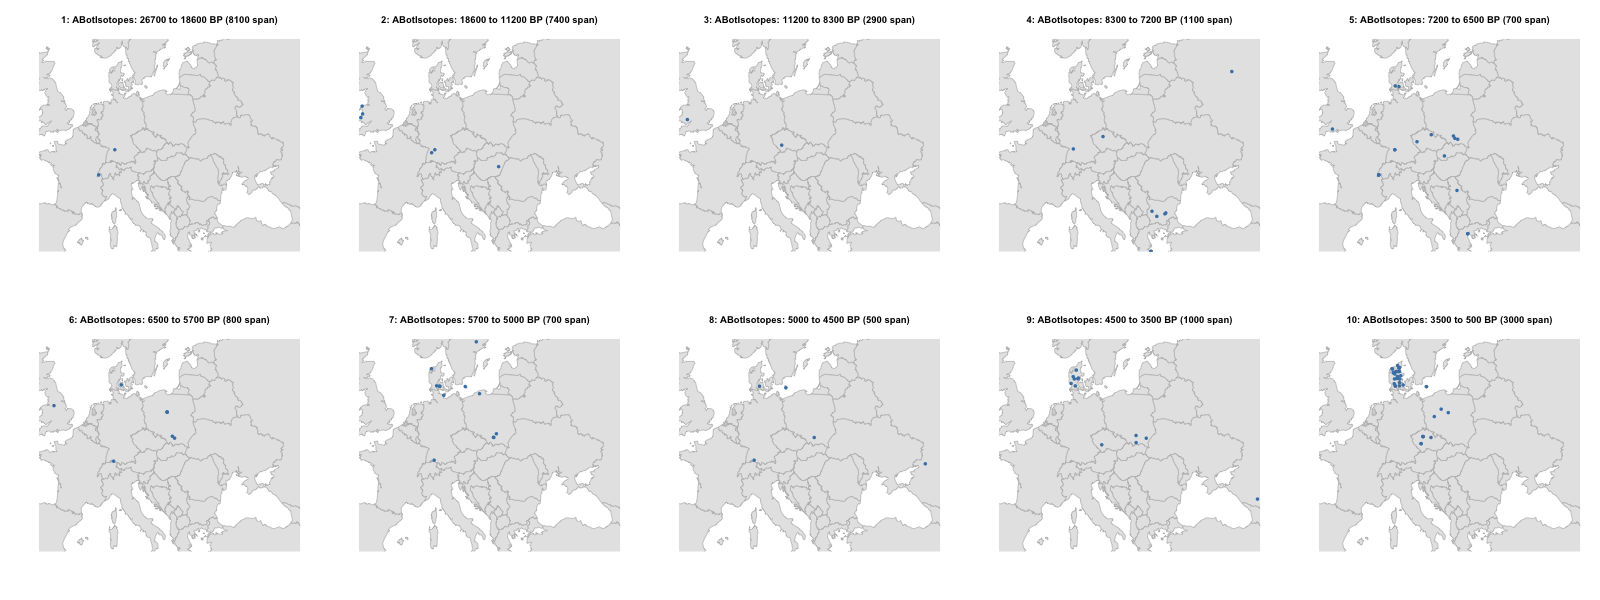 1: ABotIsotopes: 26700 to 18600 BP (8100 span)
2: ABotIsotopes: 18600 to 11200 BP (7400 span)
3: ABotIsotopes: 11200 to 8300 BP (2900 span)
4: ABotIsotopes: 8300 to 7200 BP (1100 span)
5: ABotIsotopes: 7200 to 6500 BP (700 span)
6: ABotIsotopes: 6500 to 5700 BP (800 span)
7: ABotIsotopes: 5700 to 5000 BP (700 span)
8: ABotIsotopes: 5000 to 4500 BP (500 span)
9: ABotIsotopes: 4500 to 3500 BP (1000 span)
10: ABotIsotopes: 3500 to 500 BP (3000 span)